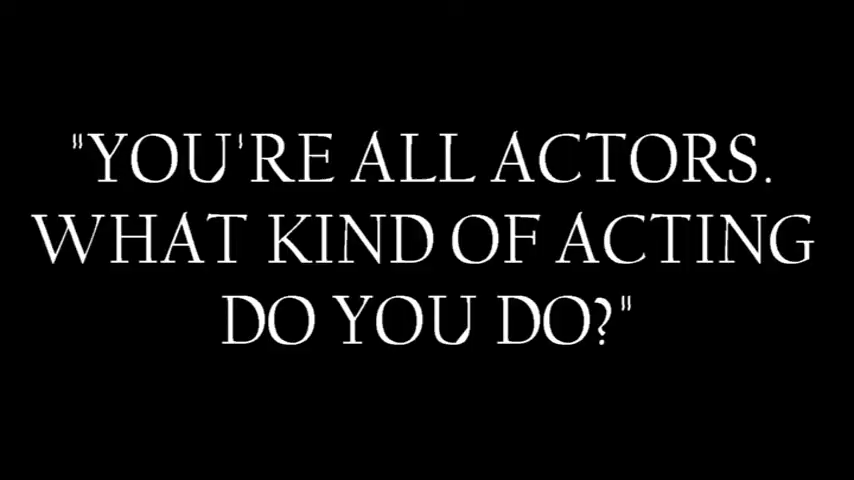 "YOU'RE ALL ACTORS.
WHAT KIND OF ACTING
DO YOU DO?"